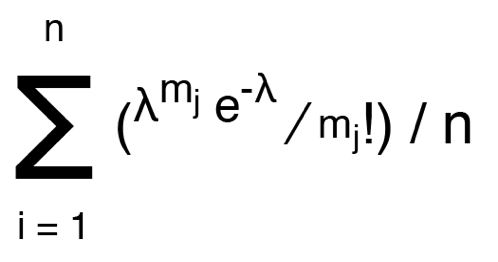 n
∑ (λ^{m_j} e^{-λ} / m_j!) / n
i = 1